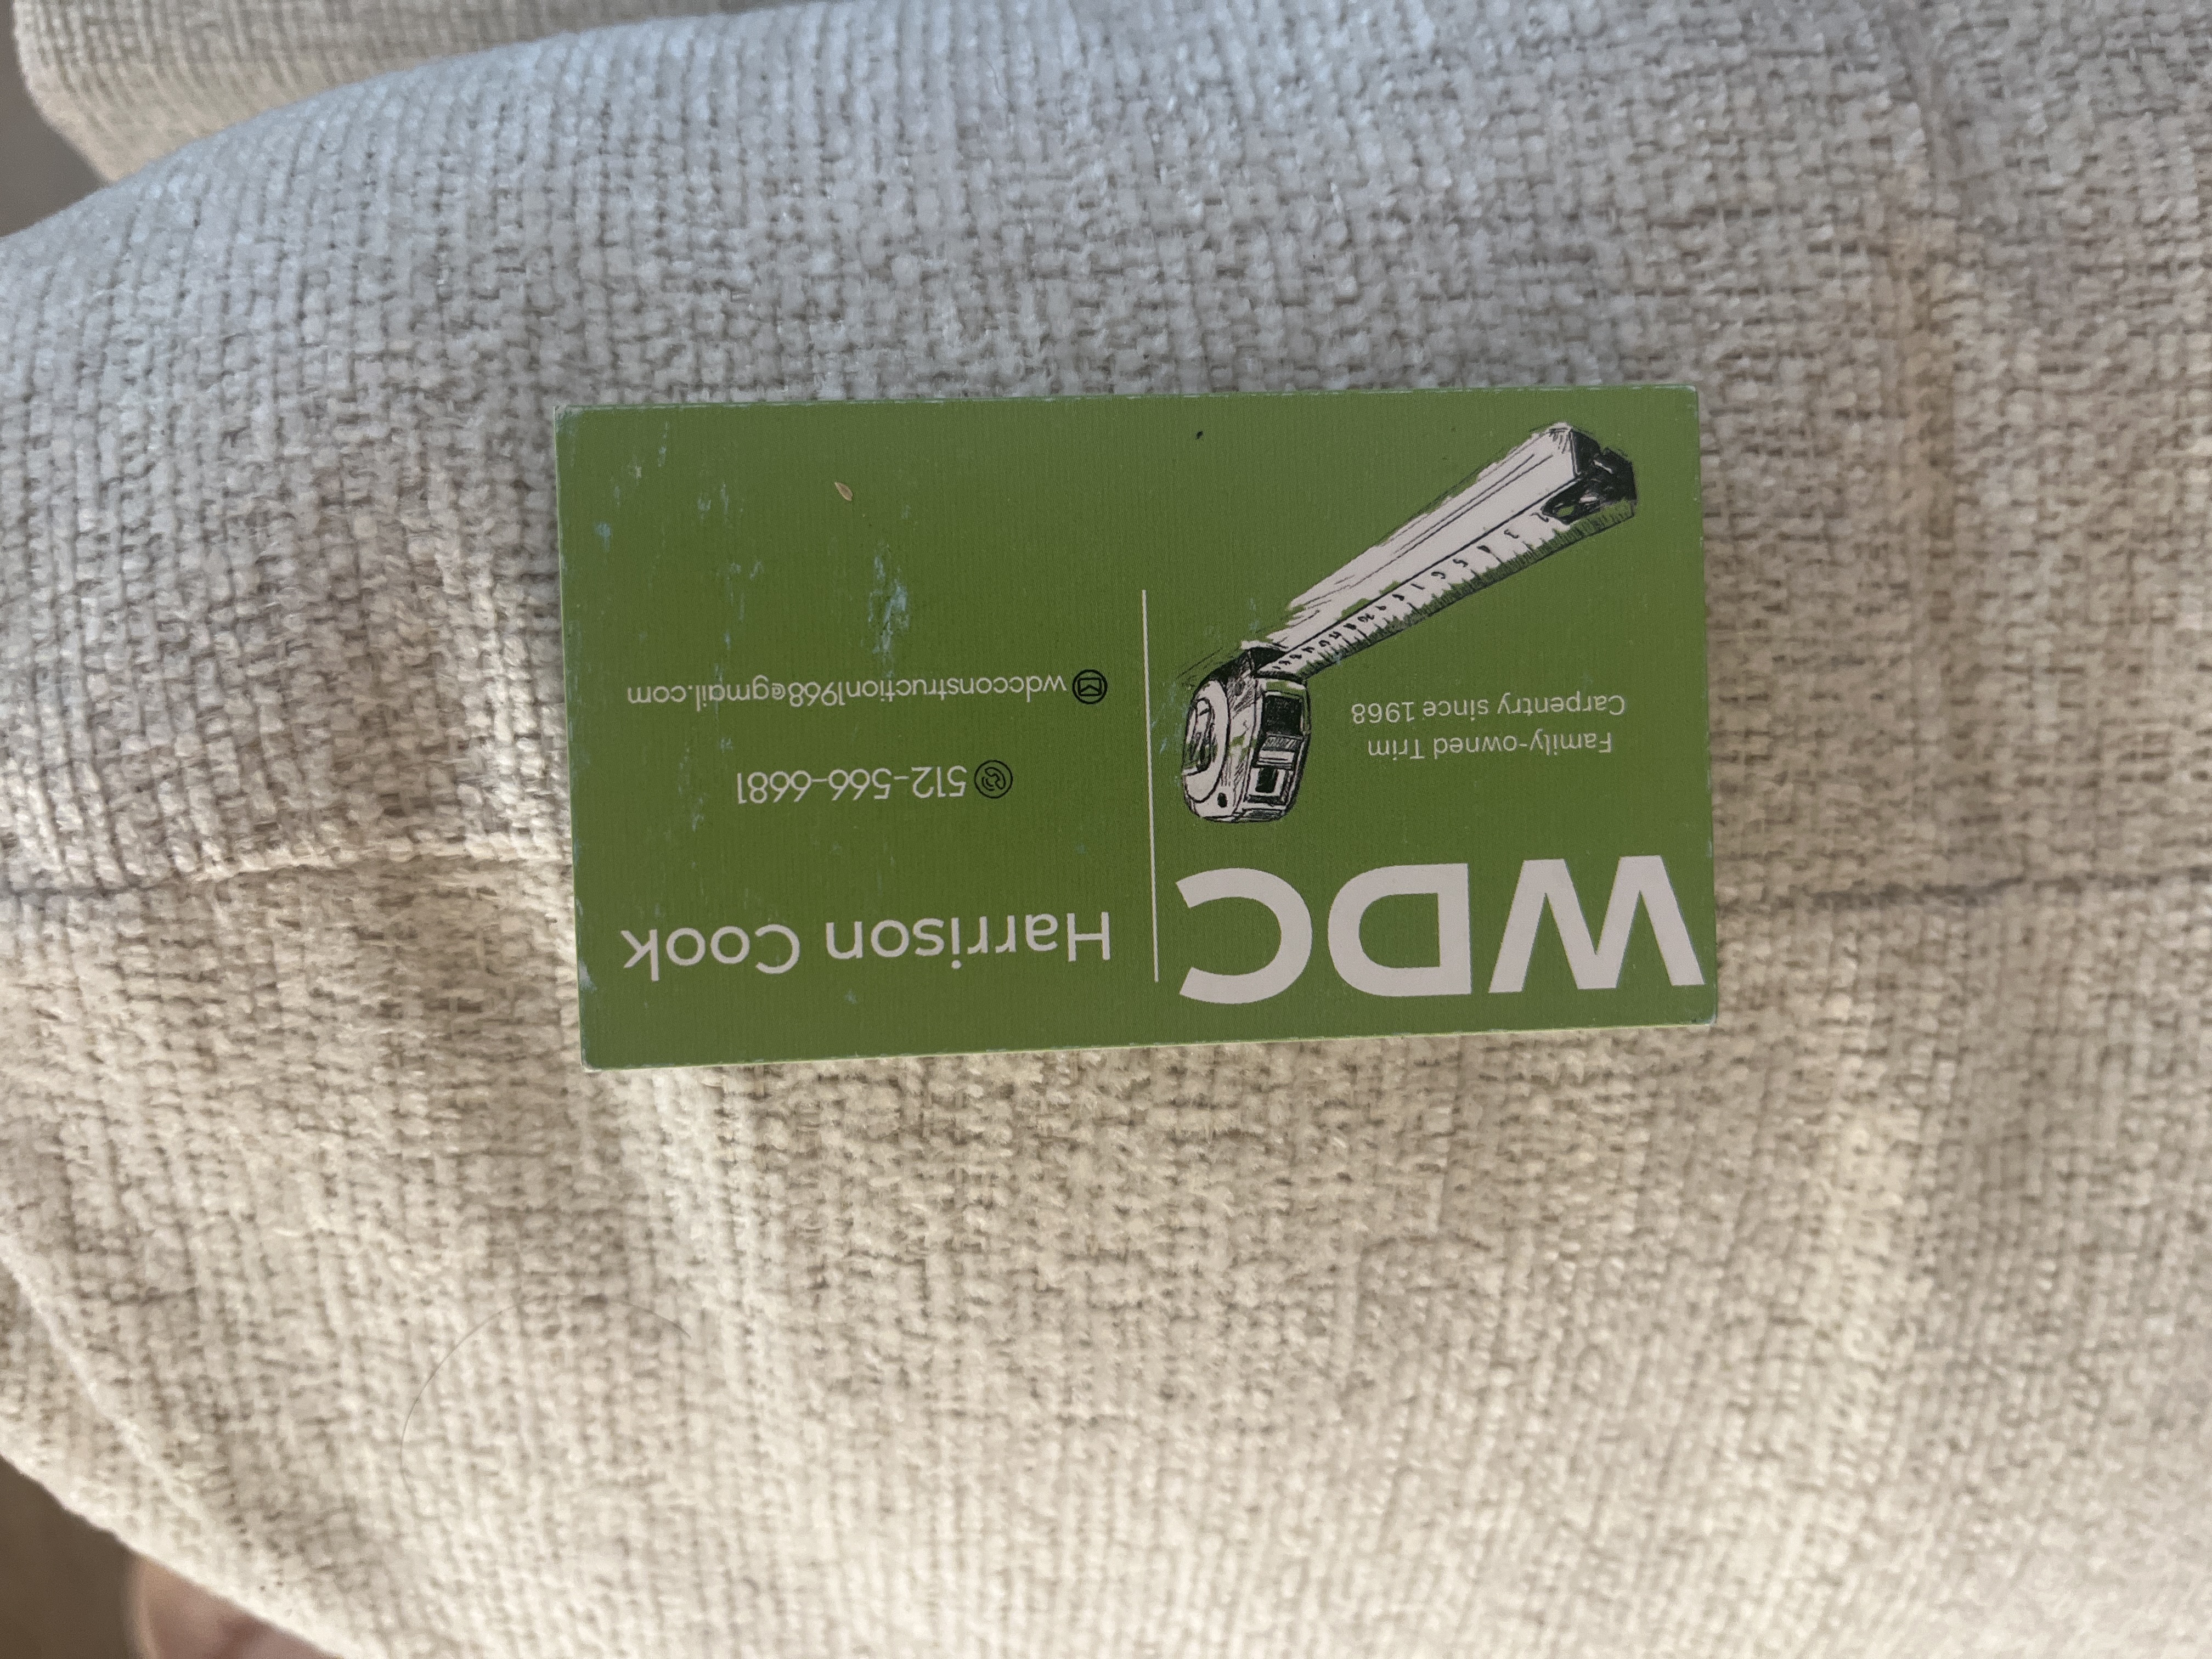 WDC
Family-owned Trim
Carpentry since 1968
Harrison Cook
512-566-6681
wdcconstruction1968@gmail.com